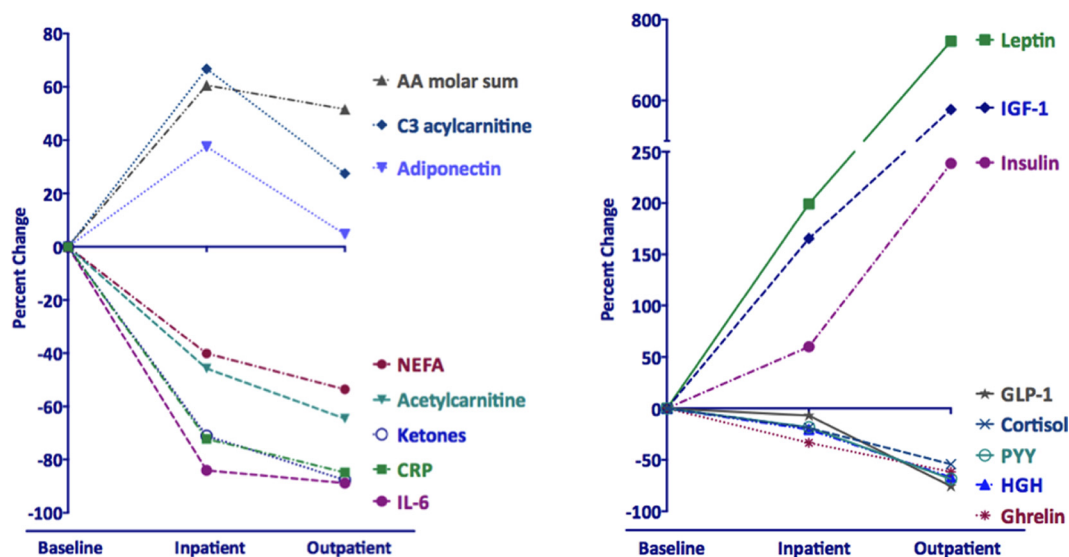 80
60
40
20
0
-20
-40
-60
-80
-100
Percent Change
AA molar sum
C3 acylcarnitine
Adiponectin
NEFA
Acetylcarnitine
Ketones
CRP
IL-6
Baseline Inpatient Outpatient
800
600
250
200
150
100
50
0
-50
-100
Percent Change
Leptin
IGF-1
Insulin
GLP-1
Cortisol
PYY
HGH
Ghrelin
Baseline Inpatient Outpatient